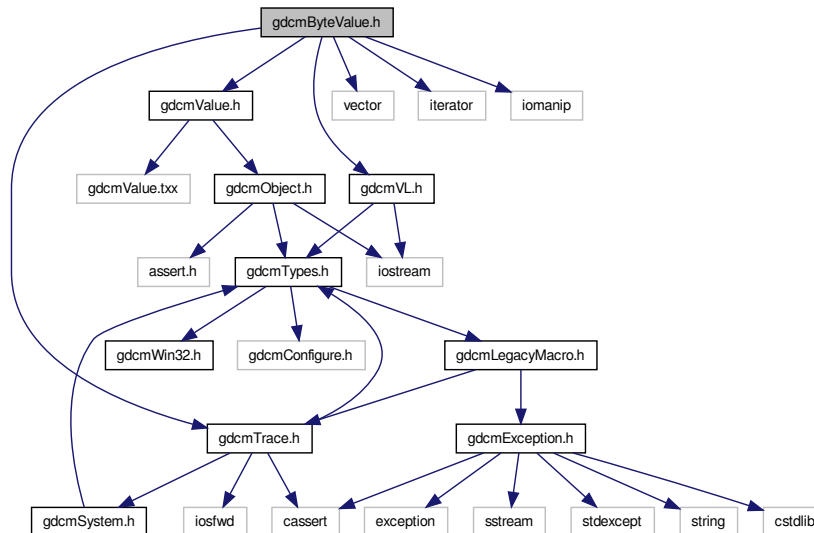 gdcmByteValue.h
gdcmValue.h
vector
iterator
iomanip
gdcmValue.txx
gdcmObject.h
gdcmVL.h
assert.h
gdcmTypes.h
iostream
gdcmWin32.h
gdcmConfigure.h
gdcmLegacyMacro.h
gdcmTrace.h
gdcmException.h
gdcmSystem.h
iosfwd
cassert
exception
sstream
stdexcept
string
cstdlib